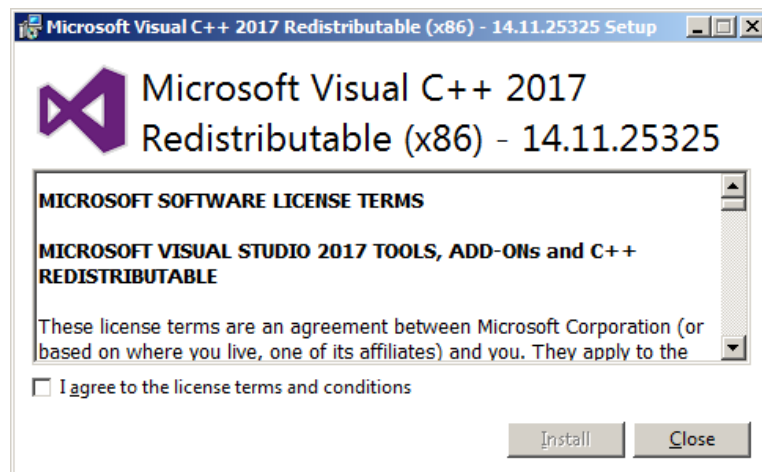 Microsoft Visual C++ 2017 Redistributable (x86) - 14.11.25325 Setup
Microsoft Visual C++ 2017
Redistributable (x86) - 14.11.25325
MICROSOFT SOFTWARE LICENSE TERMS
MICROSOFT VISUAL STUDIO 2017 TOOLS, ADD-ONs and C++
REDISTRIBUTABLE
These license terms are an agreement between Microsoft Corporation (or
based on where you live, one of its affiliates) and you. They apply to the
I agree to the license terms and conditions
Install
Close